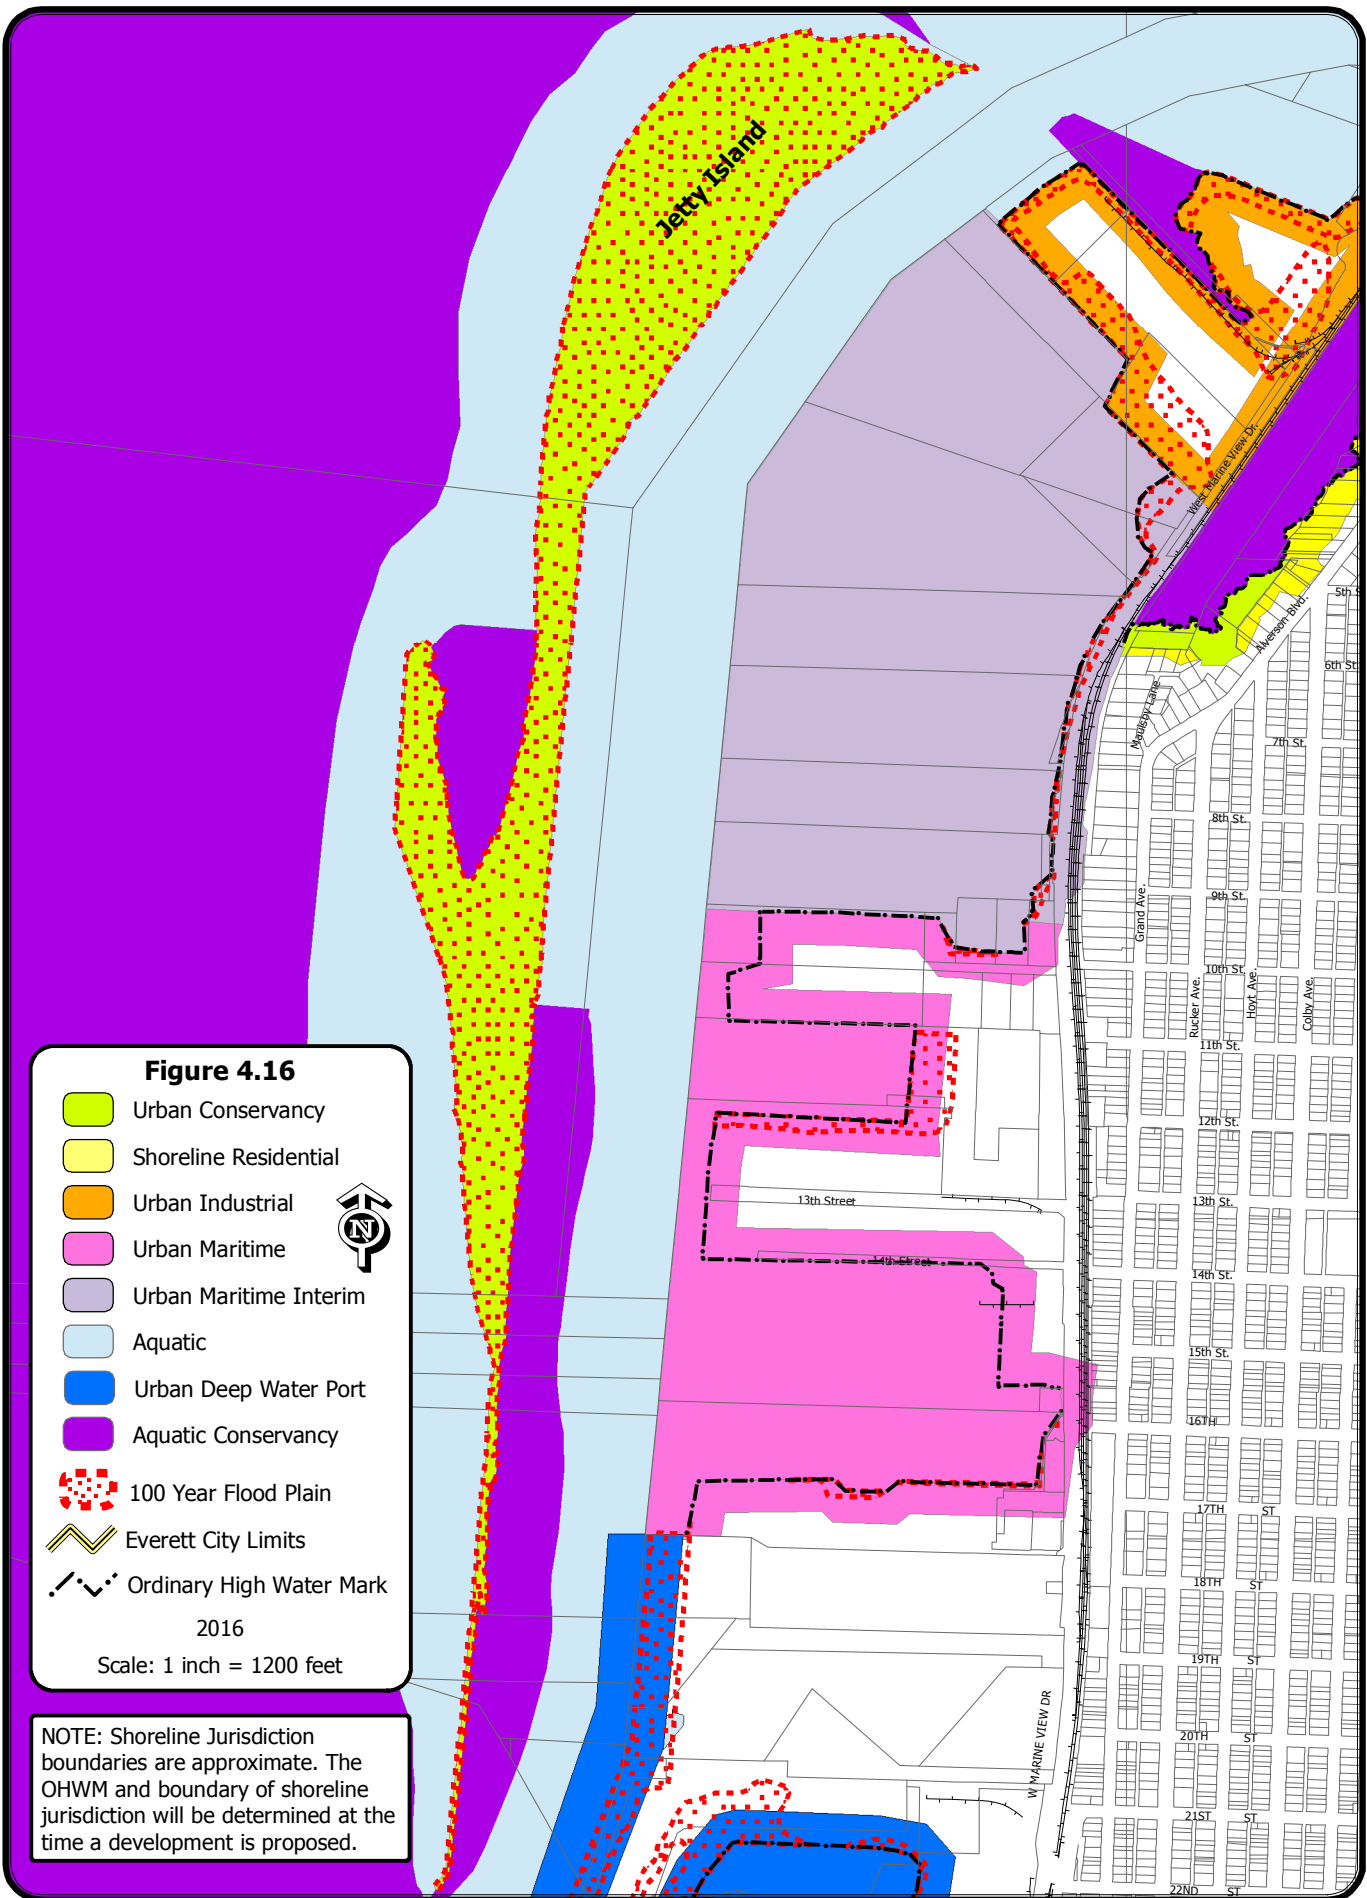 Jetty Island
West Marine View Dr.
5th S
Alverson Blvd.
6th St.
Maulsby Lane
7th St.
8th St.
Grand Ave.
9th St.
10th St.
Rucker Ave.
Hoyt Ave.
Colby Ave.
11th St.
12th St.
13th Street
13th St.
14th Street
14th St.
15th St.
16TH
17TH ST
18TH ST
19TH ST
W MARINE VIEW DR
20TH ST
21ST ST
22ND ST
Figure 4.16
Urban Conservancy
Shoreline Residential
Urban Industrial
N
Urban Maritime
Urban Maritime Interim
Aquatic
Urban Deep Water Port
Aquatic Conservancy
100 Year Flood Plain
Everett City Limits
Ordinary High Water Mark
2016
Scale: 1 inch = 1200 feet
NOTE: Shoreline Jurisdiction
boundaries are approximate. The
OHWM and boundary of shoreline
jurisdiction will be determined at the
time a development is proposed.